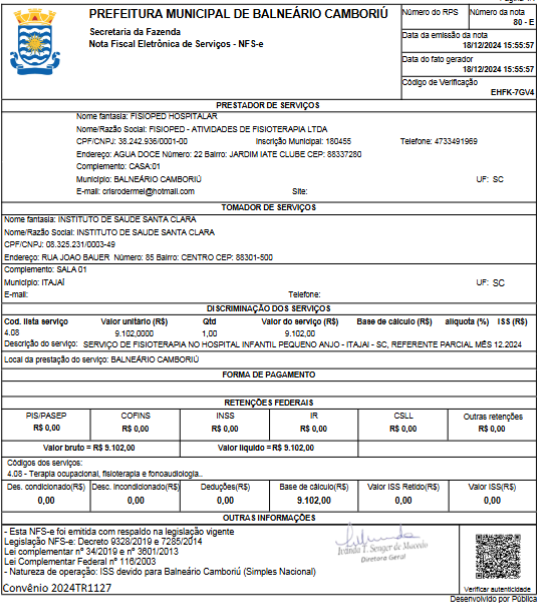 PREFEITURA MUNICIPAL DE BALNEÁRIO CAMBORIÚ
Secretaria da Fazenda
Nota Fiscal Eletrônica de Serviços - NFS-e
Número do RPS
Número da nota
80 - E
Data da emissão da nota
18/12/2024 15:55:57
Data do fato gerador
18/12/2024 15:55:57
Código de Verificação
EHFK-7GV4
PRESTADOR DE SERVIÇOS
Nome fantasia: FISIOPED HOSPITALAR
Nome/Razão Social: FISIOPED - ATIVIDADES DE FISIOTERAPIA LTDA
CPF/CNPJ: 38.242.936/0001-00 Inscrição Municipal: 180455 Telefone: 4733491969
Endereço: AGUA DOCE Número: 22 Bairro: JARDIM IATE CLUBE CEP: 88337280
Complemento: CASA:01
Município: BALNEÁRIO CAMBORIÚ UF: SC
E-mail: crisrodermel@hotmail.com Site:
TOMADOR DE SERVIÇOS
Nome fantasia: INSTITUTO DE SAUDE SANTA CLARA
Nome/Razão Social: INSTITUTO DE SAUDE SANTA CLARA
CPF/CNPJ: 08.325.231/0003-49
Endereço: RUA JOAO BAUER Número: 85 Bairro: CENTRO CEP: 88301-500
Complemento: SALA 01
Município: ITAJAÍ UF: SC
E-mail: Telefone:
DISCRIMINAÇÃO DOS SERVIÇOS
Cod. lista serviço Valor unitário (R$) Qtd Valor do serviço (R$) Base de cálculo (R$) aliquota (%) ISS (R$)
4.08 9.102,0000 1,00 9.102,00
Descrição do serviço: SERVIÇO DE FISIOTERAPIA NO HOSPITAL INFANTIL PEQUENO ANJO - ITAJAI - SC, REFERENTE PARCIAL MÊS 12.2024
Local da prestação do serviço: BALNEÁRIO CAMBORIÚ
FORMA DE PAGAMENTO
RETENÇÕES FEDERAIS
PIS/PASEP COFINS INSS IR CSLL Outras retenções
R$ 0,00 R$ 0,00 R$ 0,00 R$ 0,00 R$ 0,00 R$ 0,00
Valor bruto = R$ 9.102,00 Valor líquido = R$ 9.102,00
Códigos dos serviços:
4.08 - Terapia ocupacional, fisioterapia e fonoaudiologia..
Des. condicionado(R$) Desc. Incondicionado(R$) Deduções(R$) Base de cálculo(R$) Valor ISS Retido(R$) Valor ISS(R$)
0,00 0,00 0,00 9.102,00 0,00 0,00
OUTRAS INFORMAÇÕES
- Esta NFS-e foi emitida com respaldo na legislação vigente
Legislação NFS-e: Decreto 9328/2019 e 7285/2014
Lei complementar nº 34/2019 e nº 3601/2013
Lei Complementar Federal nº 116/2003
- Natureza de operação: ISS devido para Balneário Camboriú (Simples Nacional)
Convênio 2024TR1127
T. Senger de Macedo
Diretora Geral
Verificar autenticidade
Desenvolvido por Pública